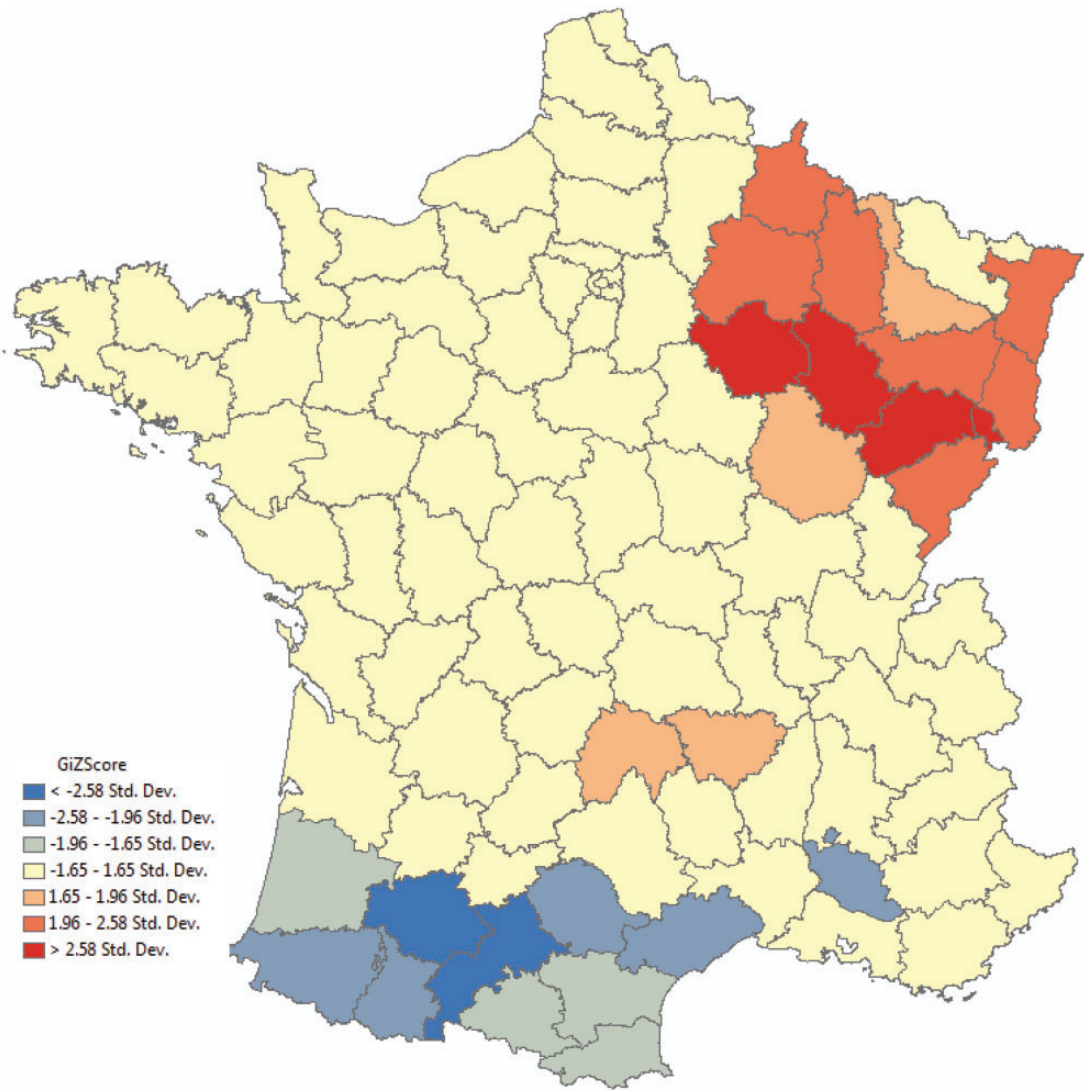 GiZScore
< -2.58 Std. Dev.
-2.58 - -1.96 Std. Dev.
-1.96 - -1.65 Std. Dev.
-1.65 - 1.65 Std. Dev.
1.65 - 1.96 Std. Dev.
1.96 - 2.58 Std. Dev.
> 2.58 Std. Dev.